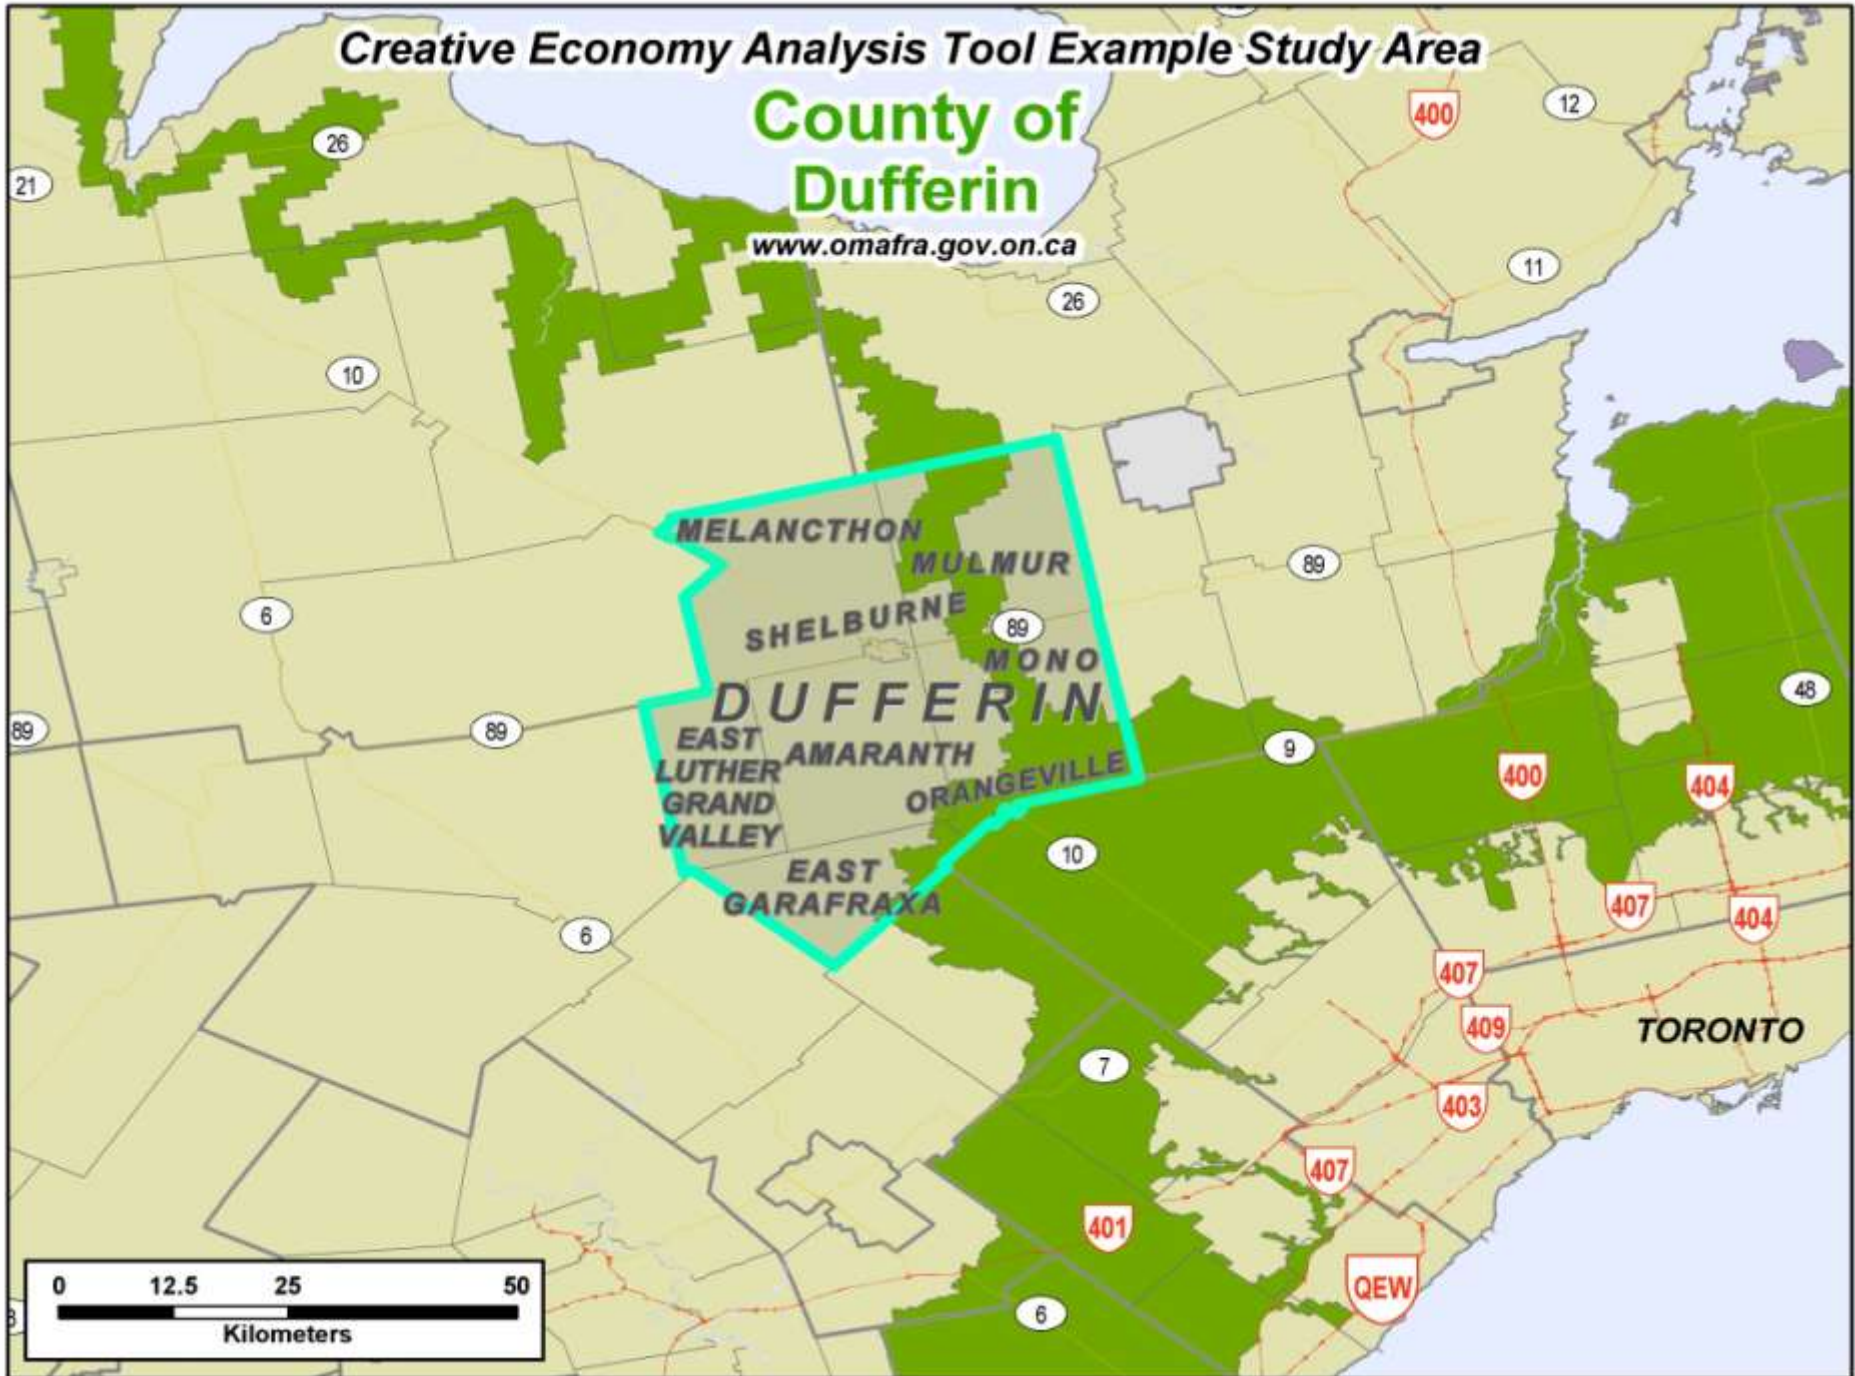 Creative Economy Analysis Tool Example Study Area
County of
Dufferin
www.omafra.gov.on.ca
400
12
26
21
11
26
10
MELANCTHON
MULMUR
89
6
SHELBURNE
89
MONO
DUFFERIN
48
89
89
EAST
LUTHER
GRAND
VALLEY
AMARANTH
9
ORANGEVILLE
400
404
10
EAST
GARAFRAXA
407
404
6
407
409
TORONTO
7
403
407
401
QEW
6
0 12.5 25 50
Kilometers